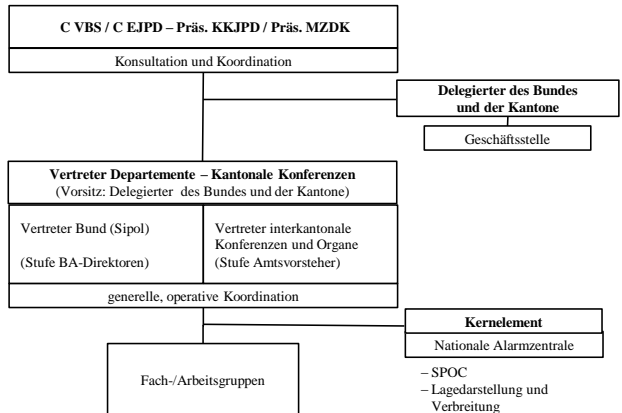 C VBS / C EJPD – Präs. KKJPD / Präs. MZDK
Konsultation und Koordination
Delegierter des Bundes
und der Kantone
Geschäftsstelle
Vertreter Departemente – Kantonale Konferenzen
(Vorsitz: Delegierter des Bundes und der Kantone)
Vertreter Bund (Sipol)
(Stufe BA-Direktoren)
Vertreter interkantonale
Konferenzen und Organe
(Stufe Amtsvorsteher)
generelle, operative Koordination
Kernelement
Nationale Alarmzentrale
– SPOC
– Lagedarstellung und
Verbreitung
Fach-/Arbeitsgruppen